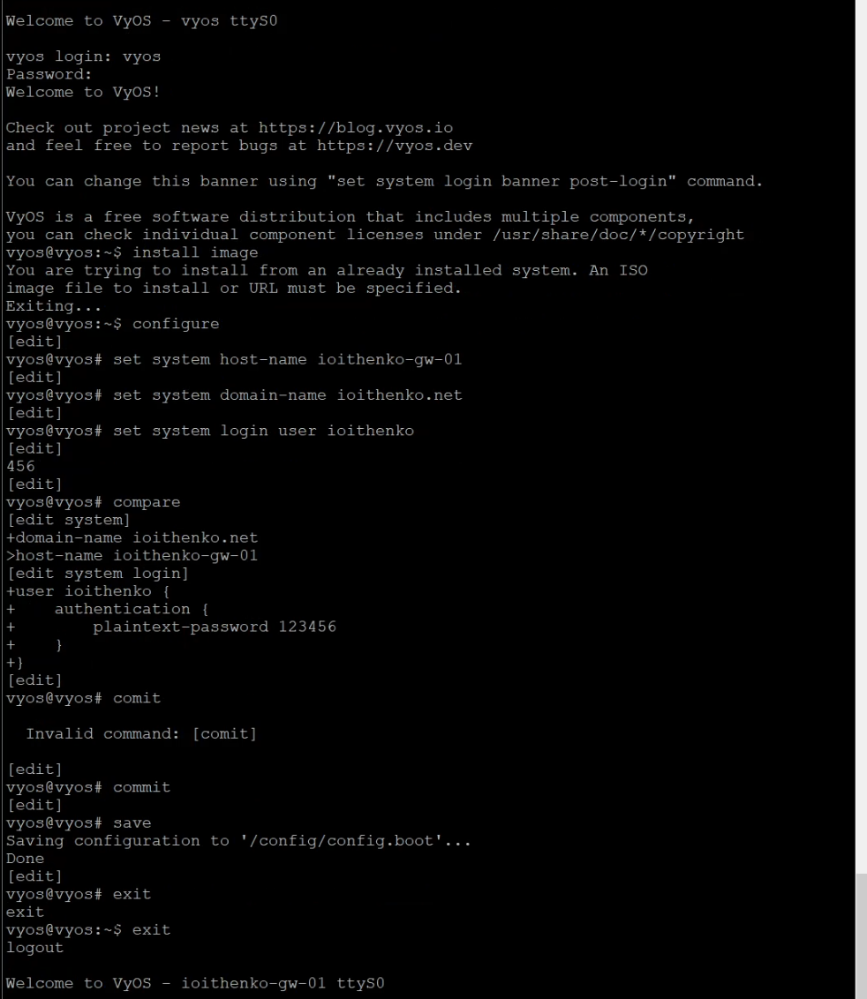 Welcome to VyOS - vyos ttyS0
vyos login: vyos
Password:
Welcome to VyOS!
Check out project news at https://blog.vyos.io
and feel free to report bugs at https://vyos.dev
You can change this banner using "set system login banner post-login" command.
VyOS is a free software distribution that includes multiple components,
you can check individual component licenses under /usr/share/doc/*/copyright
vyos@vyos:~$ install image
You are trying to install from an already installed system. An ISO
image file to install or URL must be specified.
Exiting...
vyos@vyos:~$ configure
[edit]
vyos@vyos# set system host-name ioithenko-gw-01
[edit]
vyos@vyos# set system domain-name ioithenko.net
[edit]
vyos@vyos# set system login user ioithenko
[edit]
456
[edit]
vyos@vyos# compare
[edit system]
+domain-name ioithenko.net
>host-name ioithenko-gw-01
[edit system login]
+user ioithenko {
+    authentication {
+        plaintext-password 123456
+    }
+}
[edit]
vyos@vyos# comit
  Invalid command: [comit]
[edit]
vyos@vyos# commit
[edit]
vyos@vyos# save
Saving configuration to '/config/config.boot'...
Done
[edit]
vyos@vyos# exit
exit
vyos@vyos:~$ exit
logout
Welcome to VyOS - ioithenko-gw-01 ttyS0